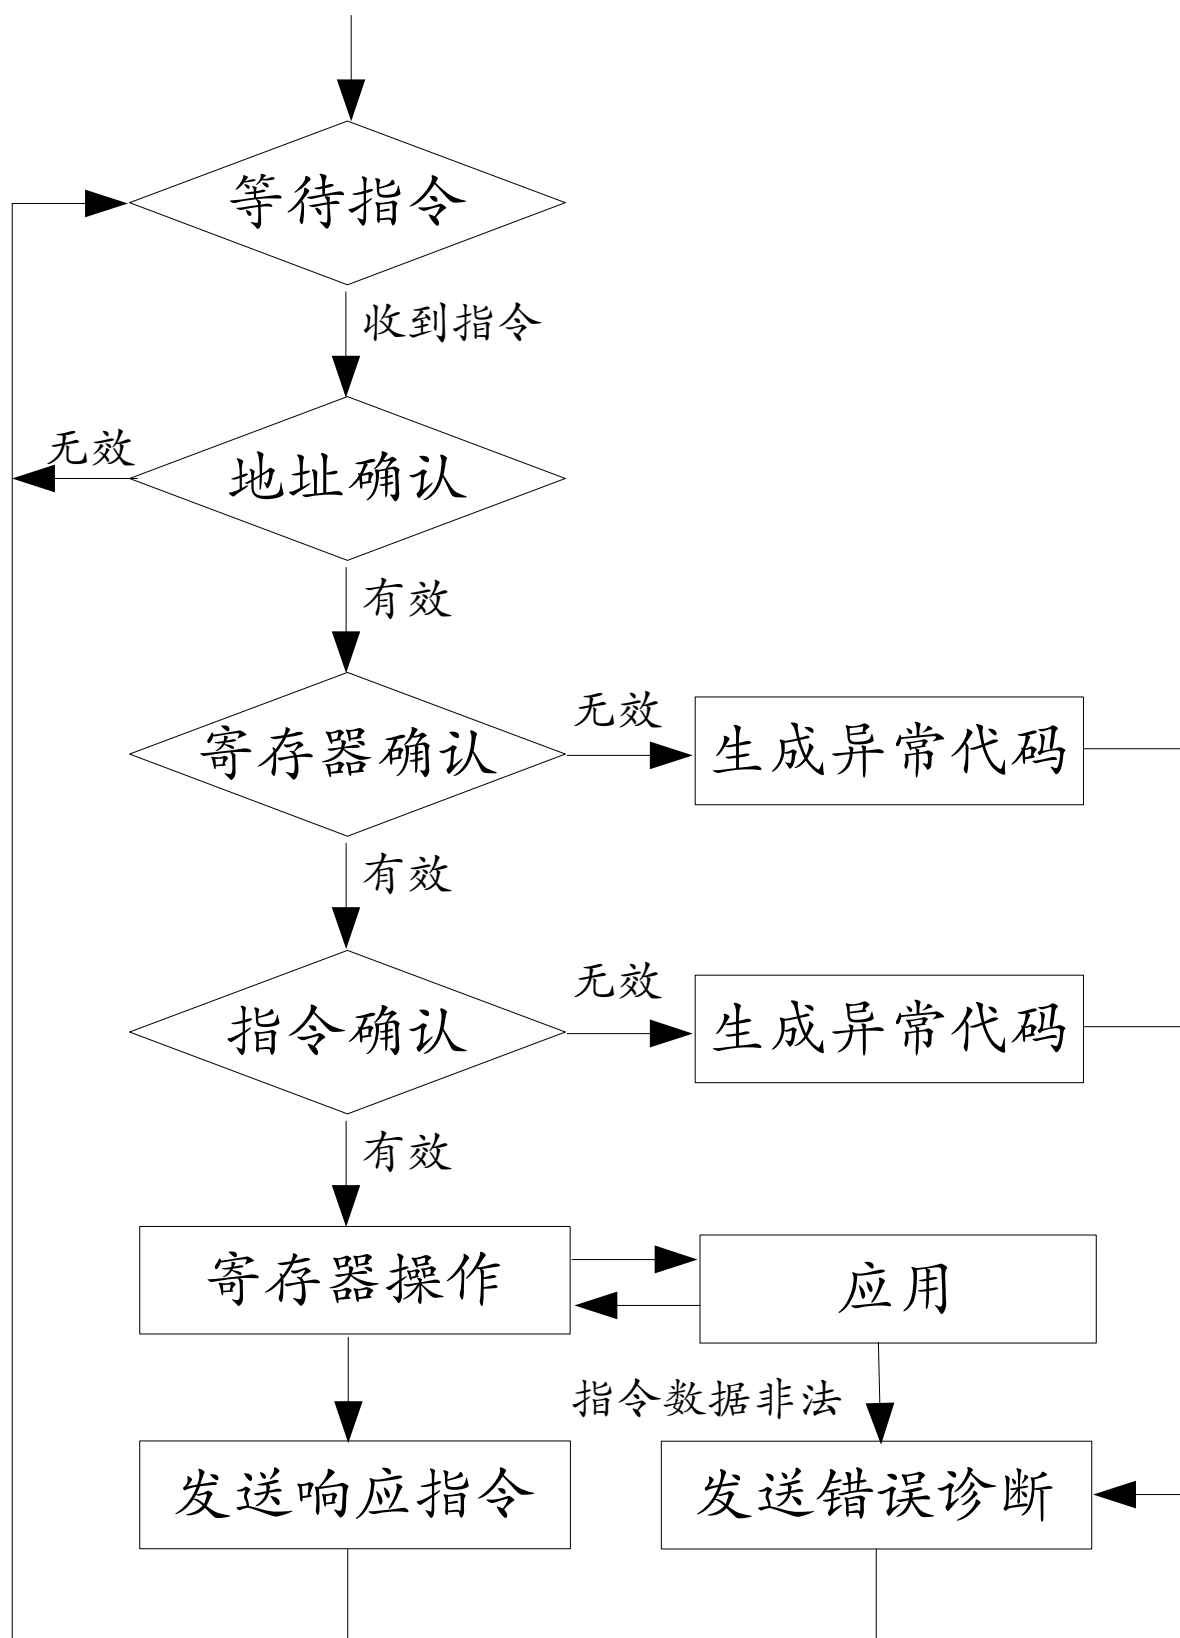 等待指令
收到指令
无效
地址确认
有效
无效
寄存器确认
生成异常代码
有效
无效
指令确认
生成异常代码
有效
寄存器操作
应用
指令数据非法
发送响应指令
发送错误诊断